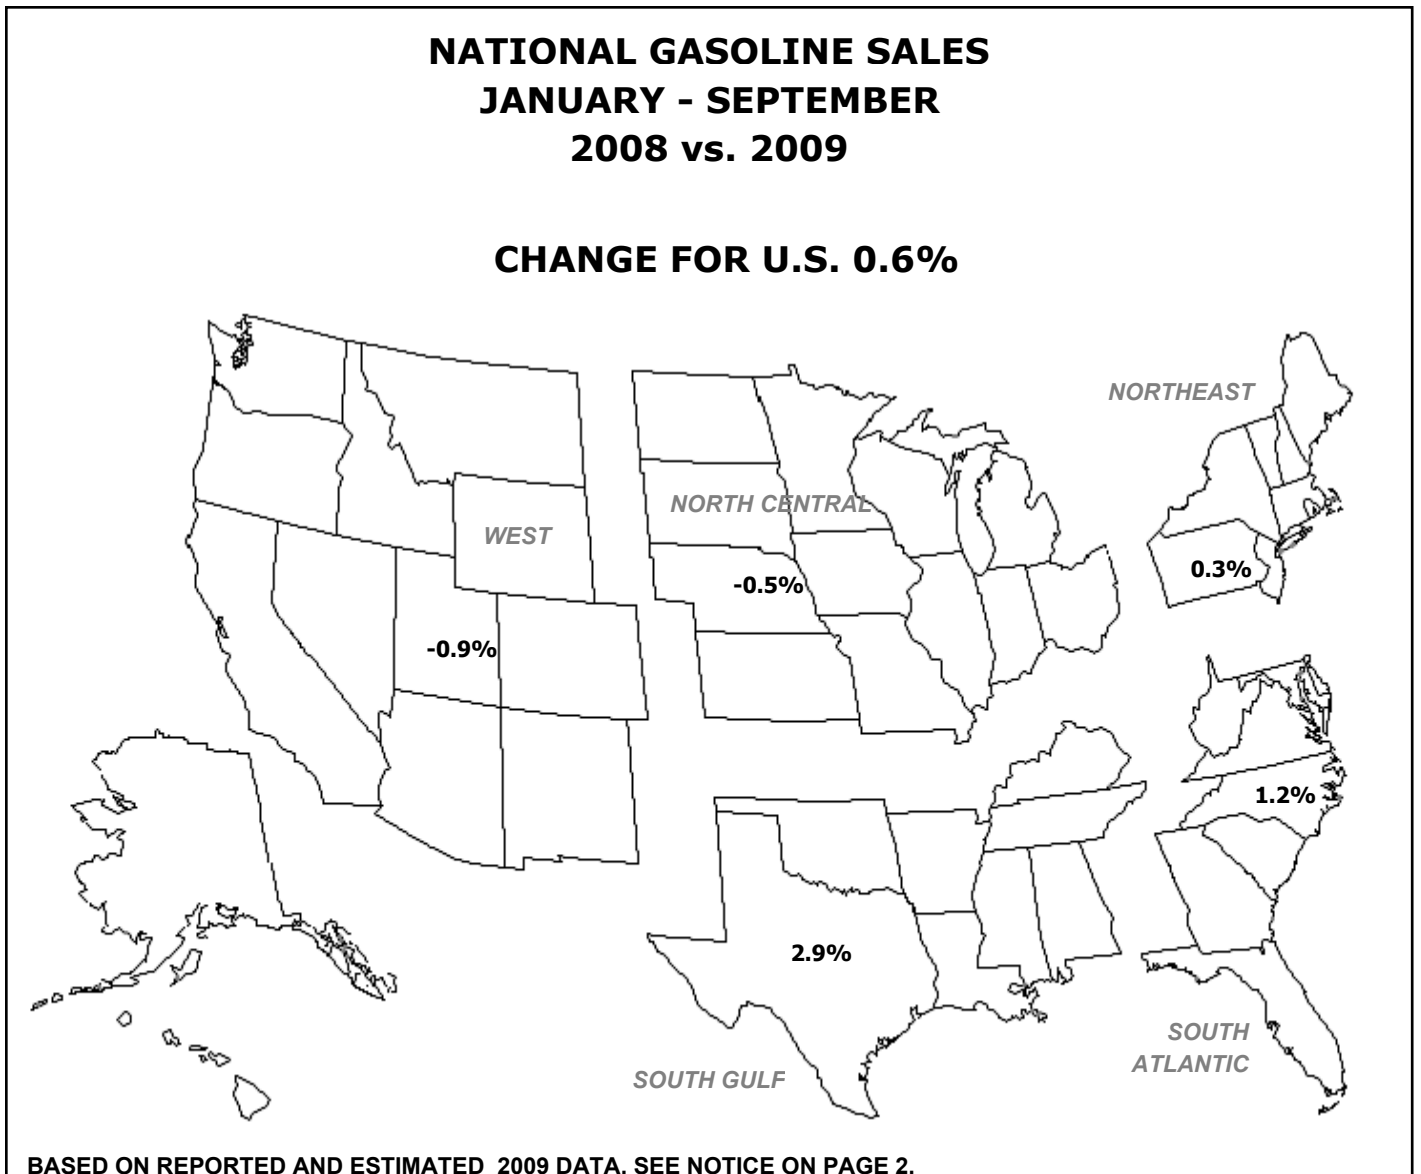 NATIONAL GASOLINE SALES
JANUARY - SEPTEMBER
2008 vs. 2009
CHANGE FOR U.S. 0.6%
NORTHEAST
NORTH CENTRAL
WEST
0.3%
-0.5%
-0.9%
1.2%
2.9%
SOUTH
ATLANTIC
SOUTH GULF
BASED ON REPORTED AND ESTIMATED  2009 DATA. SEE NOTICE ON PAGE 2.